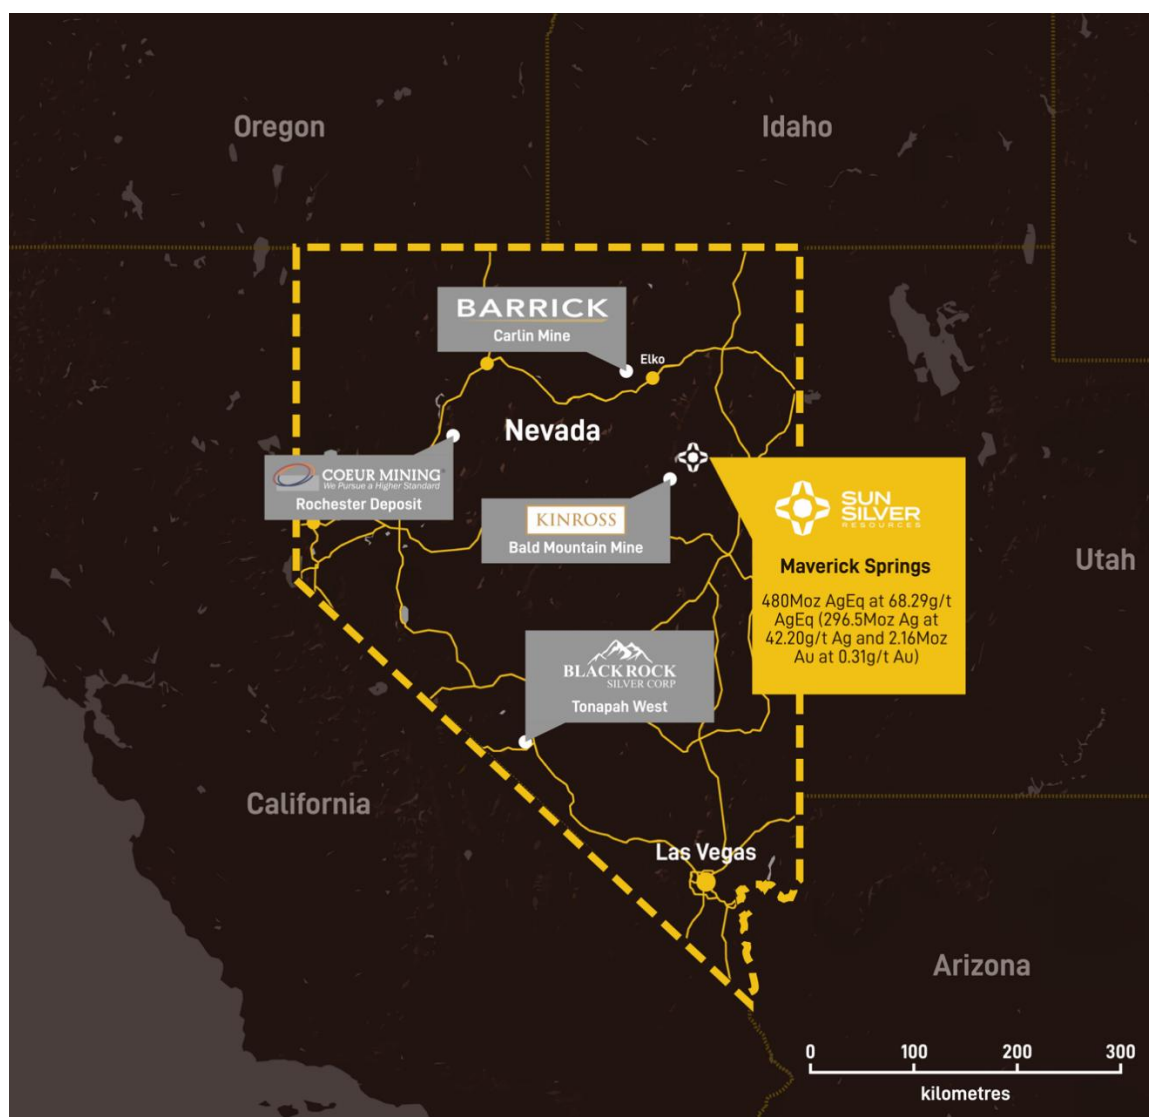 Oregon
Idaho
BARRICK
Carlin Mine
Elko
Nevada
COEUR MINING
We Pursue a Higher Standard
Rochester Deposit
KINROSS
Bald Mountain Mine
SUN
SILVER
RESOURCES
Maverick Springs
480Moz AgEq at 68.29g/t
AgEq (296.5Moz Ag at
42.20g/t Ag and 2.16Moz
Au at 0.31g/t Au)
Utah
BLACKROCK
SILVER CORP
Tonapah West
California
Las Vegas
Arizona
0 100 200 300
kilometres